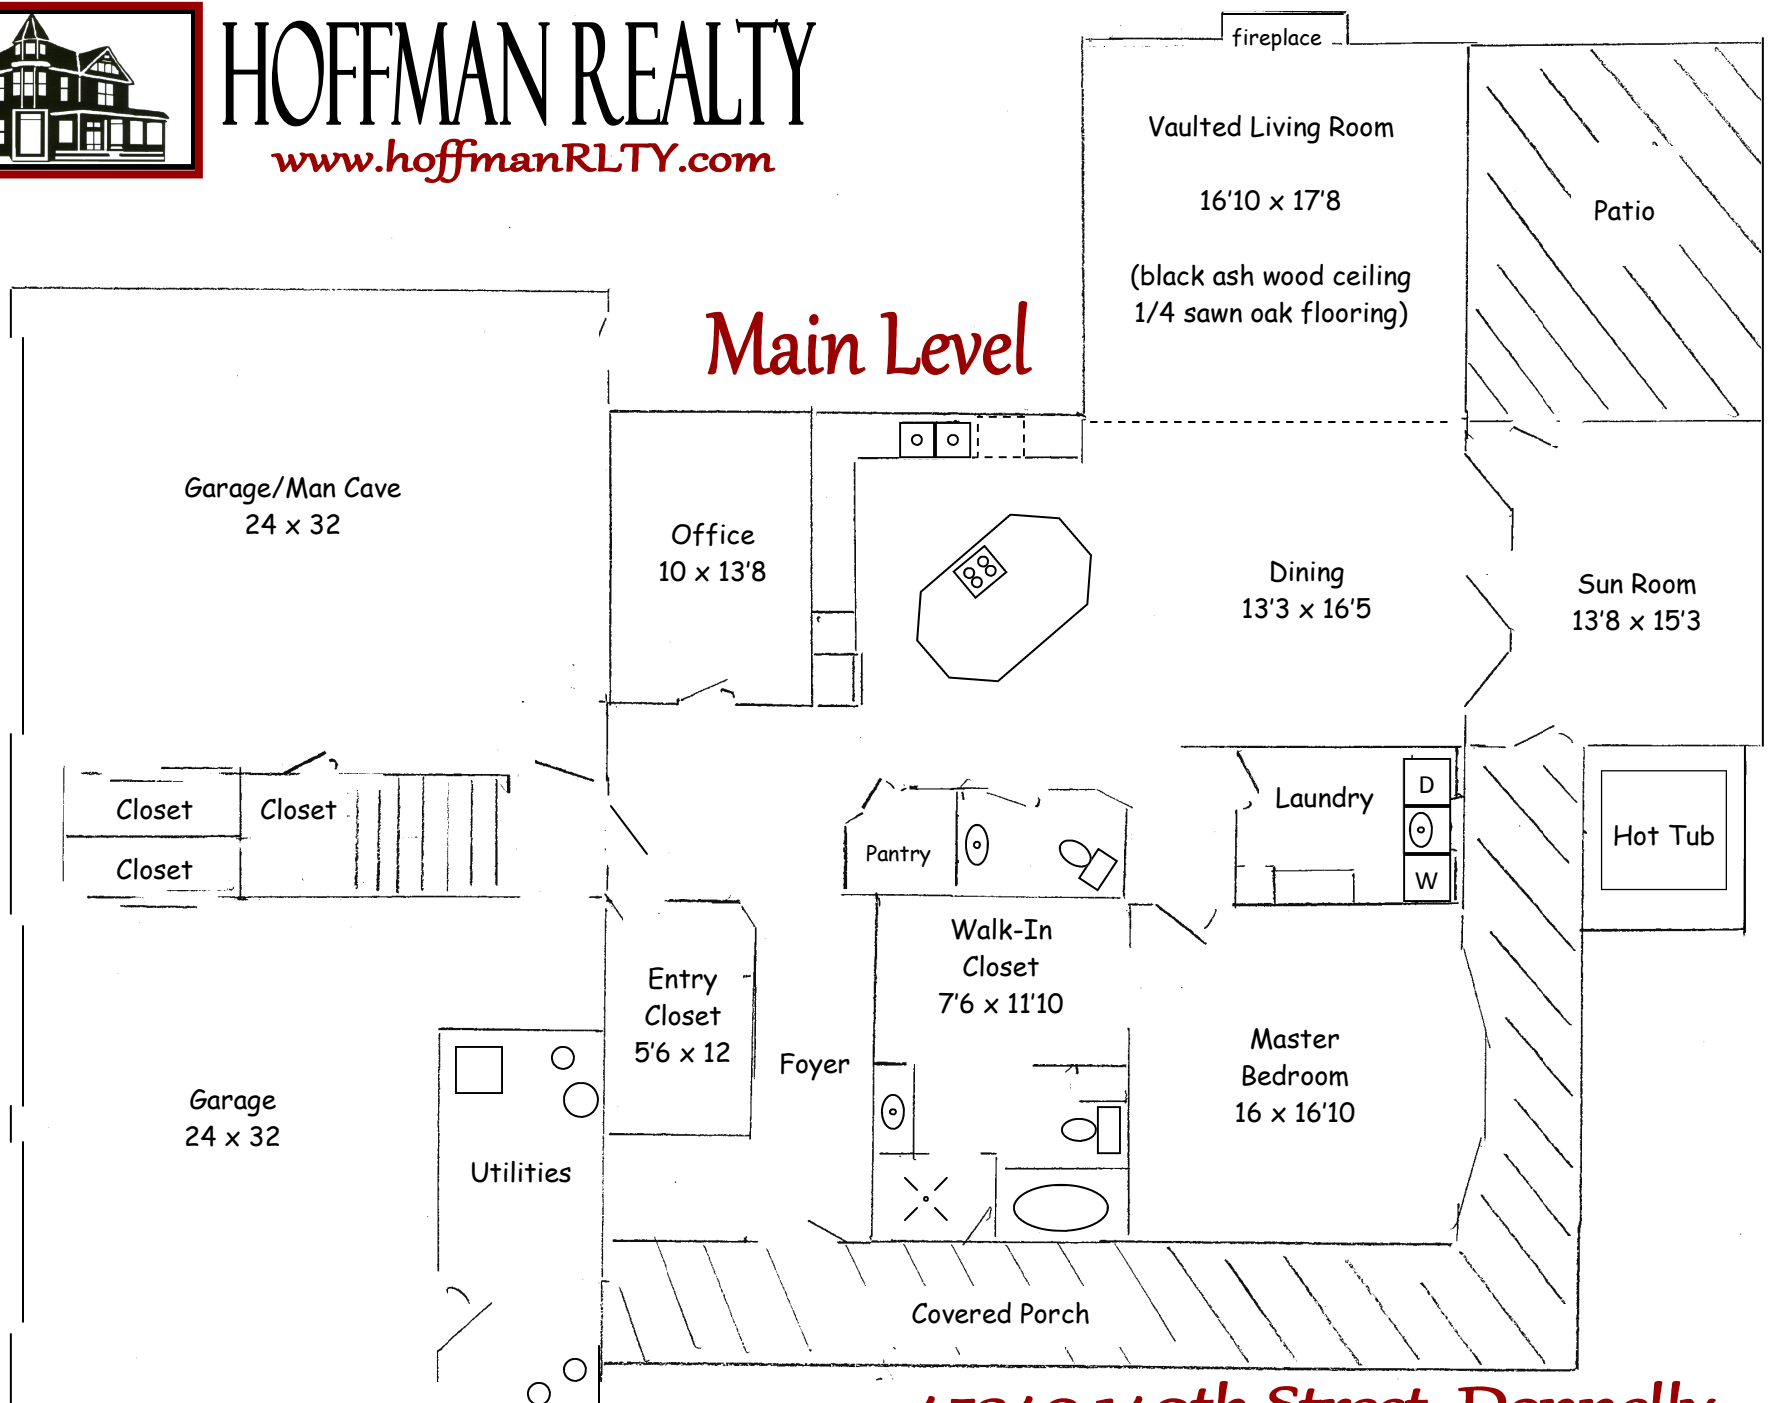 HOFFMAN REALTY
www.hoffmanRLTY.com
fireplace
Vaulted Living Room
16'10 x 17'8
(black ash wood ceiling
1/4 sawn oak flooring)
Patio
Main Level
Garage/Man Cave
24 x 32
Office
10 x 13'8
Dining
13'3 x 16'5
Sun Room
13'8 x 15'3
Closet
Closet
Closet
Pantry
Laundry
D
W
Hot Tub
Walk-In
Closet
7'6 x 11'10
Entry
Closet
5'6 x 12
Foyer
Master
Bedroom
16 x 16'10
Garage
24 x 32
Utilities
Covered Porch
Street, Donnelly